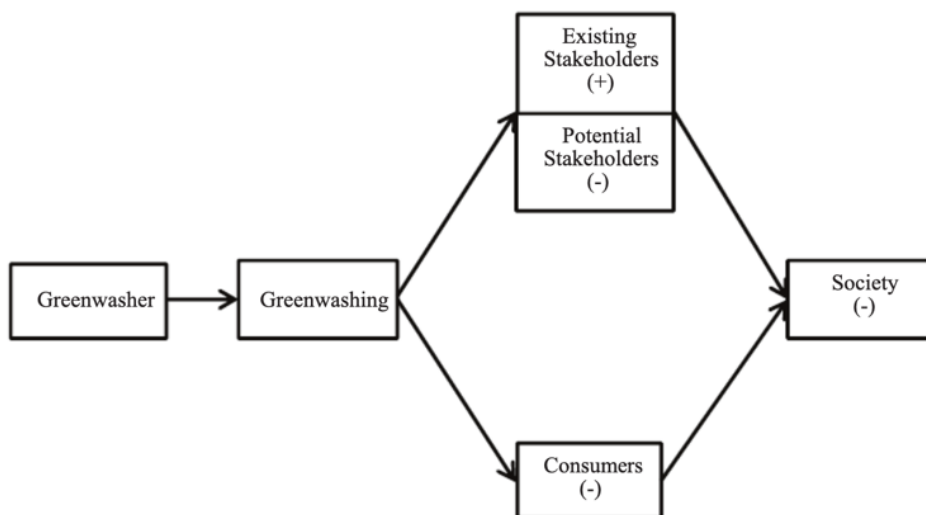 Existing
Stakeholders
(+)
Potential
Stakeholders
(-)
Greenwasher
Greenwashing
Society
(-)
Consumers
(-)